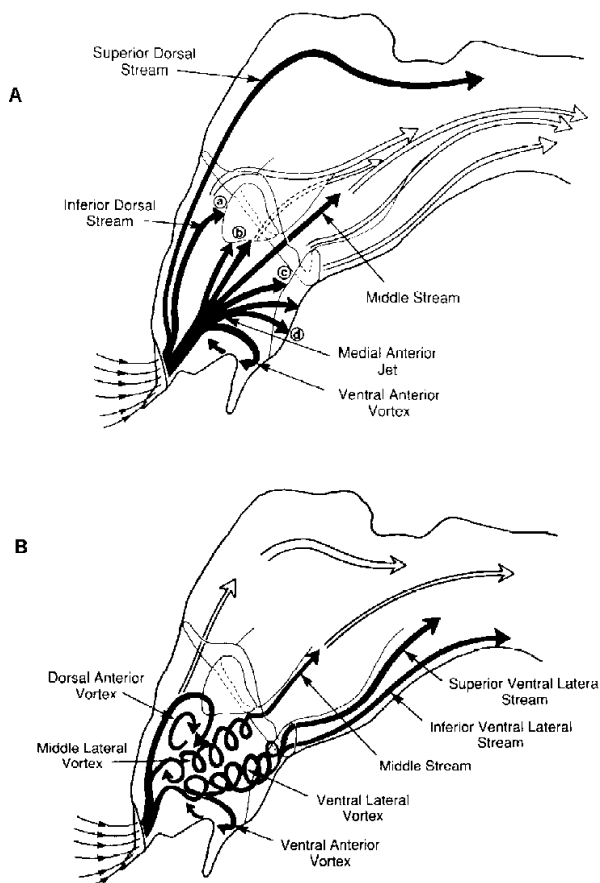 Superior Dorsal
Stream
A
a
Inferior Dorsal
Stream
b
c
Middle Stream
d
Medial Anterior
Jet
Ventral Anterior
Vortex
B
Dorsal Anterior
Vortex
Superior Ventral Lateral
Stream
Middle Lateral
Vortex
Inferior Ventral Lateral
Stream
Middle Stream
Ventral Lateral
Vortex
Ventral Anterior
Vortex